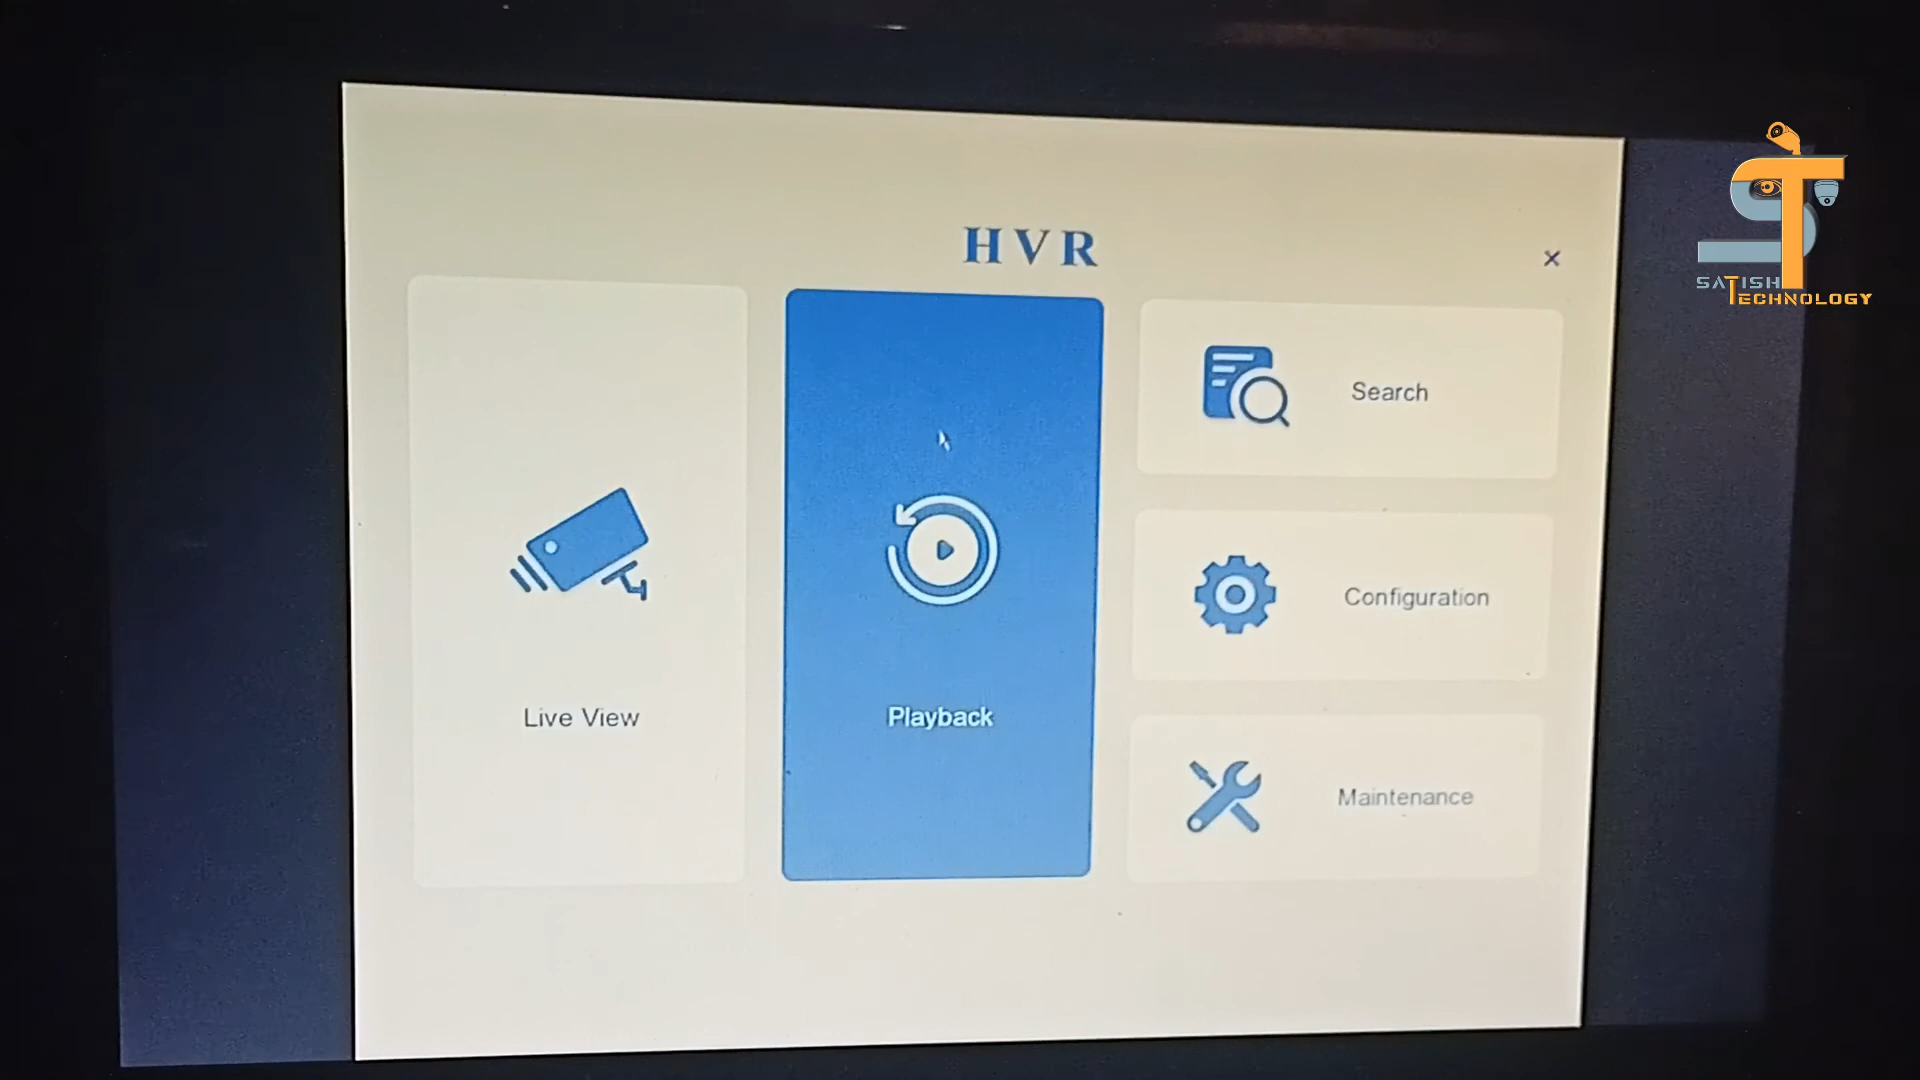 HVR
×
Search
Configuration
Live View
Playback
Maintenance
SATISH
TECHNOLOGY